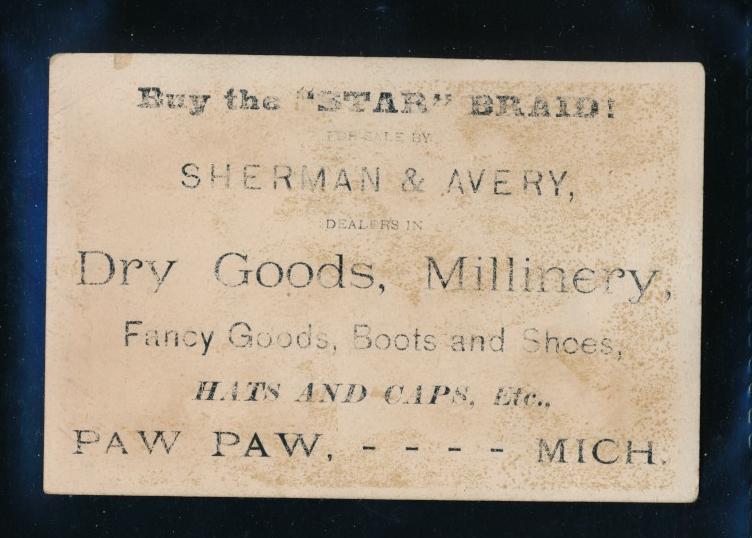 Buy the "STAR" BRAID!
FOR SALE BY
SHERMAN & AVERY,
DEALERS IN
Dry Goods, Millinery,
Fancy Goods, Boots and Shoes,
HATS AND CAPS, Etc.,
PAW PAW, - - - - MICH.